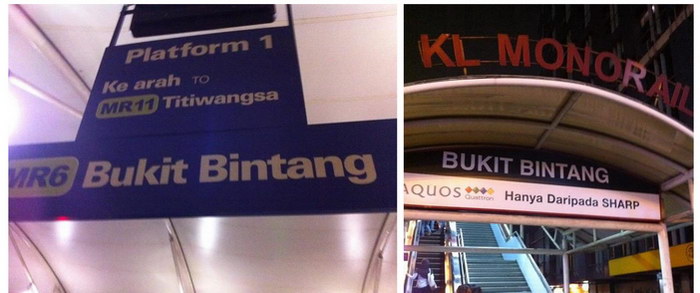 Platform 1
Ke arah TO
MR11 Titiwangsa
MR6 Bukit Bintang
KL MONORAIL
BUKIT BINTANG
AQUOS Quattron Hanya Daripada SHARP